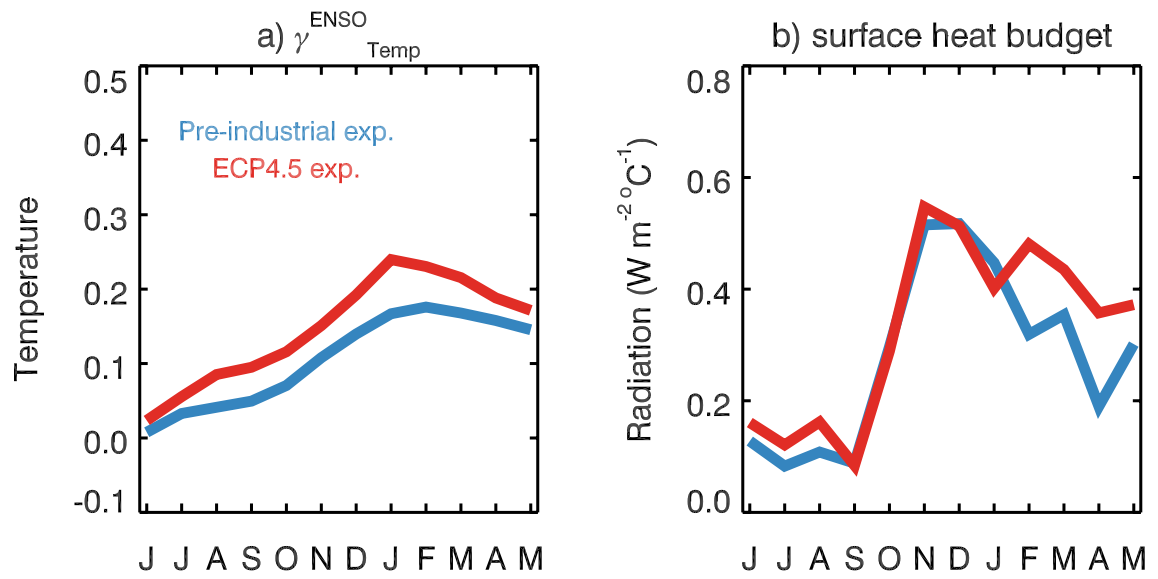 a) γ^ENSO_Temp
b) surface heat budget
Temperature
0.5
0.4
0.3
0.2
0.1
0.0
-0.1
Pre-industrial exp.
ECP4.5 exp.
J J A S O N D J F M A M
Radiation (W m⁻² °C⁻¹)
0.8
0.6
0.4
0.2
0.0
J J A S O N D J F M A M